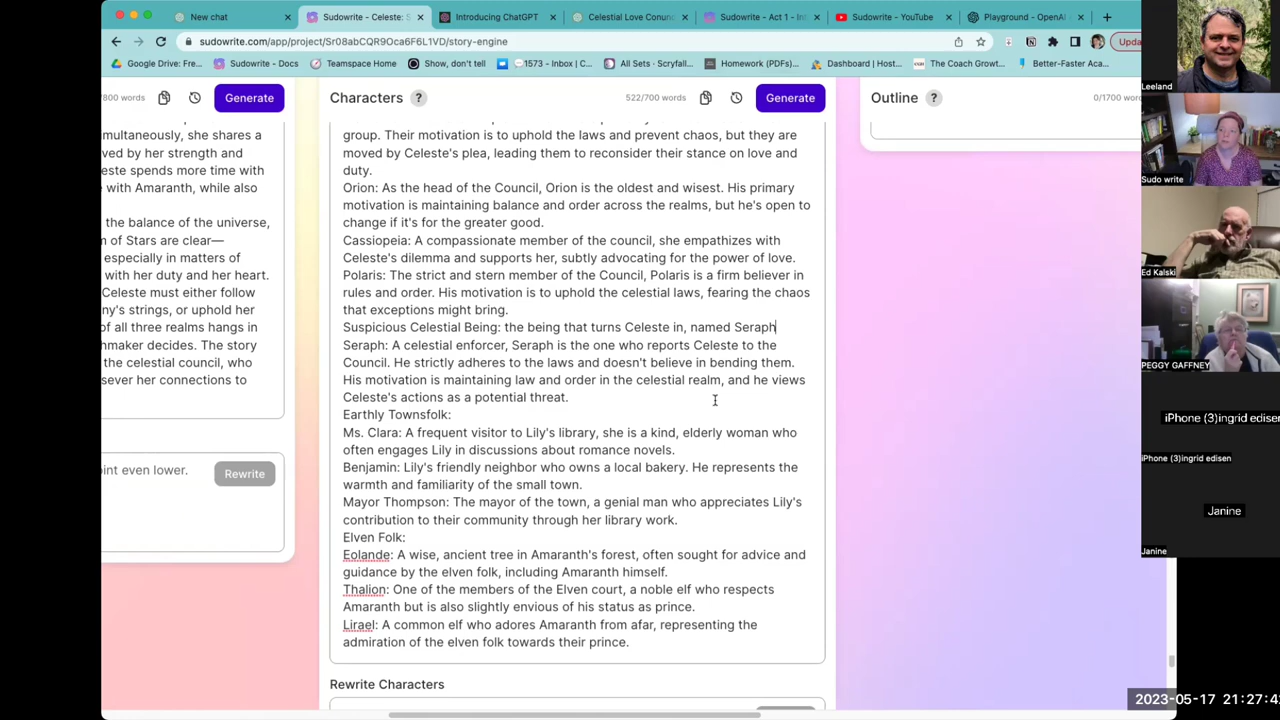 New chat
Sudowrite - Celeste: S
Introducing ChatGPT
Celestial Love Conun
Sudowrite - Act 1 - Int
Sudowrite - YouTube
Playground - OpenAI
sudowrite.com/app/project/Sr08abCQR9Oca6F6L1VD/story-engine
Upda
Google Drive: Fre...
Sudowrite - Docs
Teamspace Home
Show, don't tell
1573 - Inbox | Ca...
All Sets · Scryfall...
Homework (PDFs)...
Dashboard | Host...
The Coach Growt...
Better-Faster Aca...
/800 words
Generate
Characters
522/700 words
Generate
Outline
0/1700 wor
multaneously, she shares a
ved by her strength and
este spends more time with
with Amaranth, while also
the balance of the universe,
m of Stars are clear—
especially in matters of
with her duty and her heart.
Celeste must either follow
ny's strings, or uphold her
of all three realms hangs in
hmaker decides. The story
the celestial council, who
sever her connections to
oint even lower.
Rewrite
group. Their motivation is to uphold the laws and prevent chaos, but they are
moved by Celeste's plea, leading them to reconsider their stance on love and
duty.
Orion: As the head of the Council, Orion is the oldest and wisest. His primary
motivation is maintaining balance and order across the realms, but he's open to
change if it's for the greater good.
Cassiopeia: A compassionate member of the council, she empathizes with
Celeste's dilemma and supports her, subtly advocating for the power of love.
Polaris: The strict and stern member of the Council, Polaris is a firm believer in
rules and order. His motivation is to uphold the celestial laws, fearing the chaos
that exceptions might bring.
Suspicious Celestial Being: the being that turns Celeste in, named Seraph
Seraph: A celestial enforcer, Seraph is the one who reports Celeste to the
Council. He strictly adheres to the laws and doesn't believe in bending them.
His motivation is maintaining law and order in the celestial realm, and he views
Celeste's actions as a potential threat.
Earthly Townsfolk:
Ms. Clara: A frequent visitor to Lily's library, she is a kind, elderly woman who
often engages Lily in discussions about romance novels.
Benjamin: Lily's friendly neighbor who owns a local bakery. He represents the
warmth and familiarity of the small town.
Mayor Thompson: The mayor of the town, a genial man who appreciates Lily's
contribution to their community through her library work.
Elven Folk:
Eolande: A wise, ancient tree in Amaranth's forest, often sought for advice and
guidance by the elven folk, including Amaranth himself.
Thalion: One of the members of the Elven court, a noble elf who respects
Amaranth but is also slightly envious of his status as prince.
Lirael: A common elf who adores Amaranth from afar, representing the
admiration of the elven folk towards their prince.
Rewrite Characters
Leeland
Sudo write
Ed Kalski
PEGGY GAFFNEY
iPhone (3)ingrid edisen
iPhone (3)ingrid edisen
Janine
Janine
2023-05-17 21:27:4